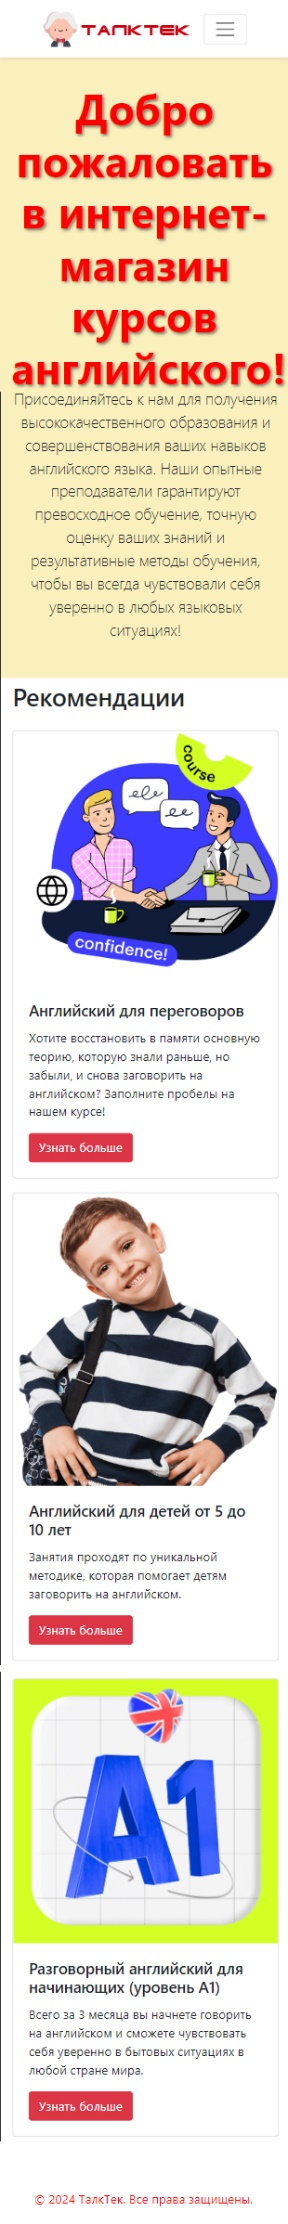 ТАЛКТЕК
Добро
пожаловать
в интернет-
магазин
курсов
английского!
Присоединяйтесь к нам для получения
высококачественного образования и
совершенствования ваших навыков
английского языка. Наши опытные
преподаватели гарантируют
превосходное обучение, точную
оценку ваших знаний и
результативные методы обучения,
чтобы вы всегда чувствовали себя
уверенно в любых языковых
ситуациях!
Рекомендации
course
ele
ee
confidence!
Английский для переговоров
Хотите восстановить в памяти основную
теорию, которую знали раньше, но
забыли, и снова заговорить на
английском? Заполните пробелы на
нашем курсе!
Узнать больше
Английский для детей от 5 до
10 лет
Занятия проходят по уникальной
методике, которая помогает детям
заговорить на английском.
Узнать больше
A1
Разговорный английский для
начинающих (уровень А1)
Всего за 3 месяца вы начнете говорить
на английском и сможете чувствовать
себя уверенно в бытовых ситуациях в
любой стране мира.
Узнать больше
© 2024 ТалкТек. Все права защищены.